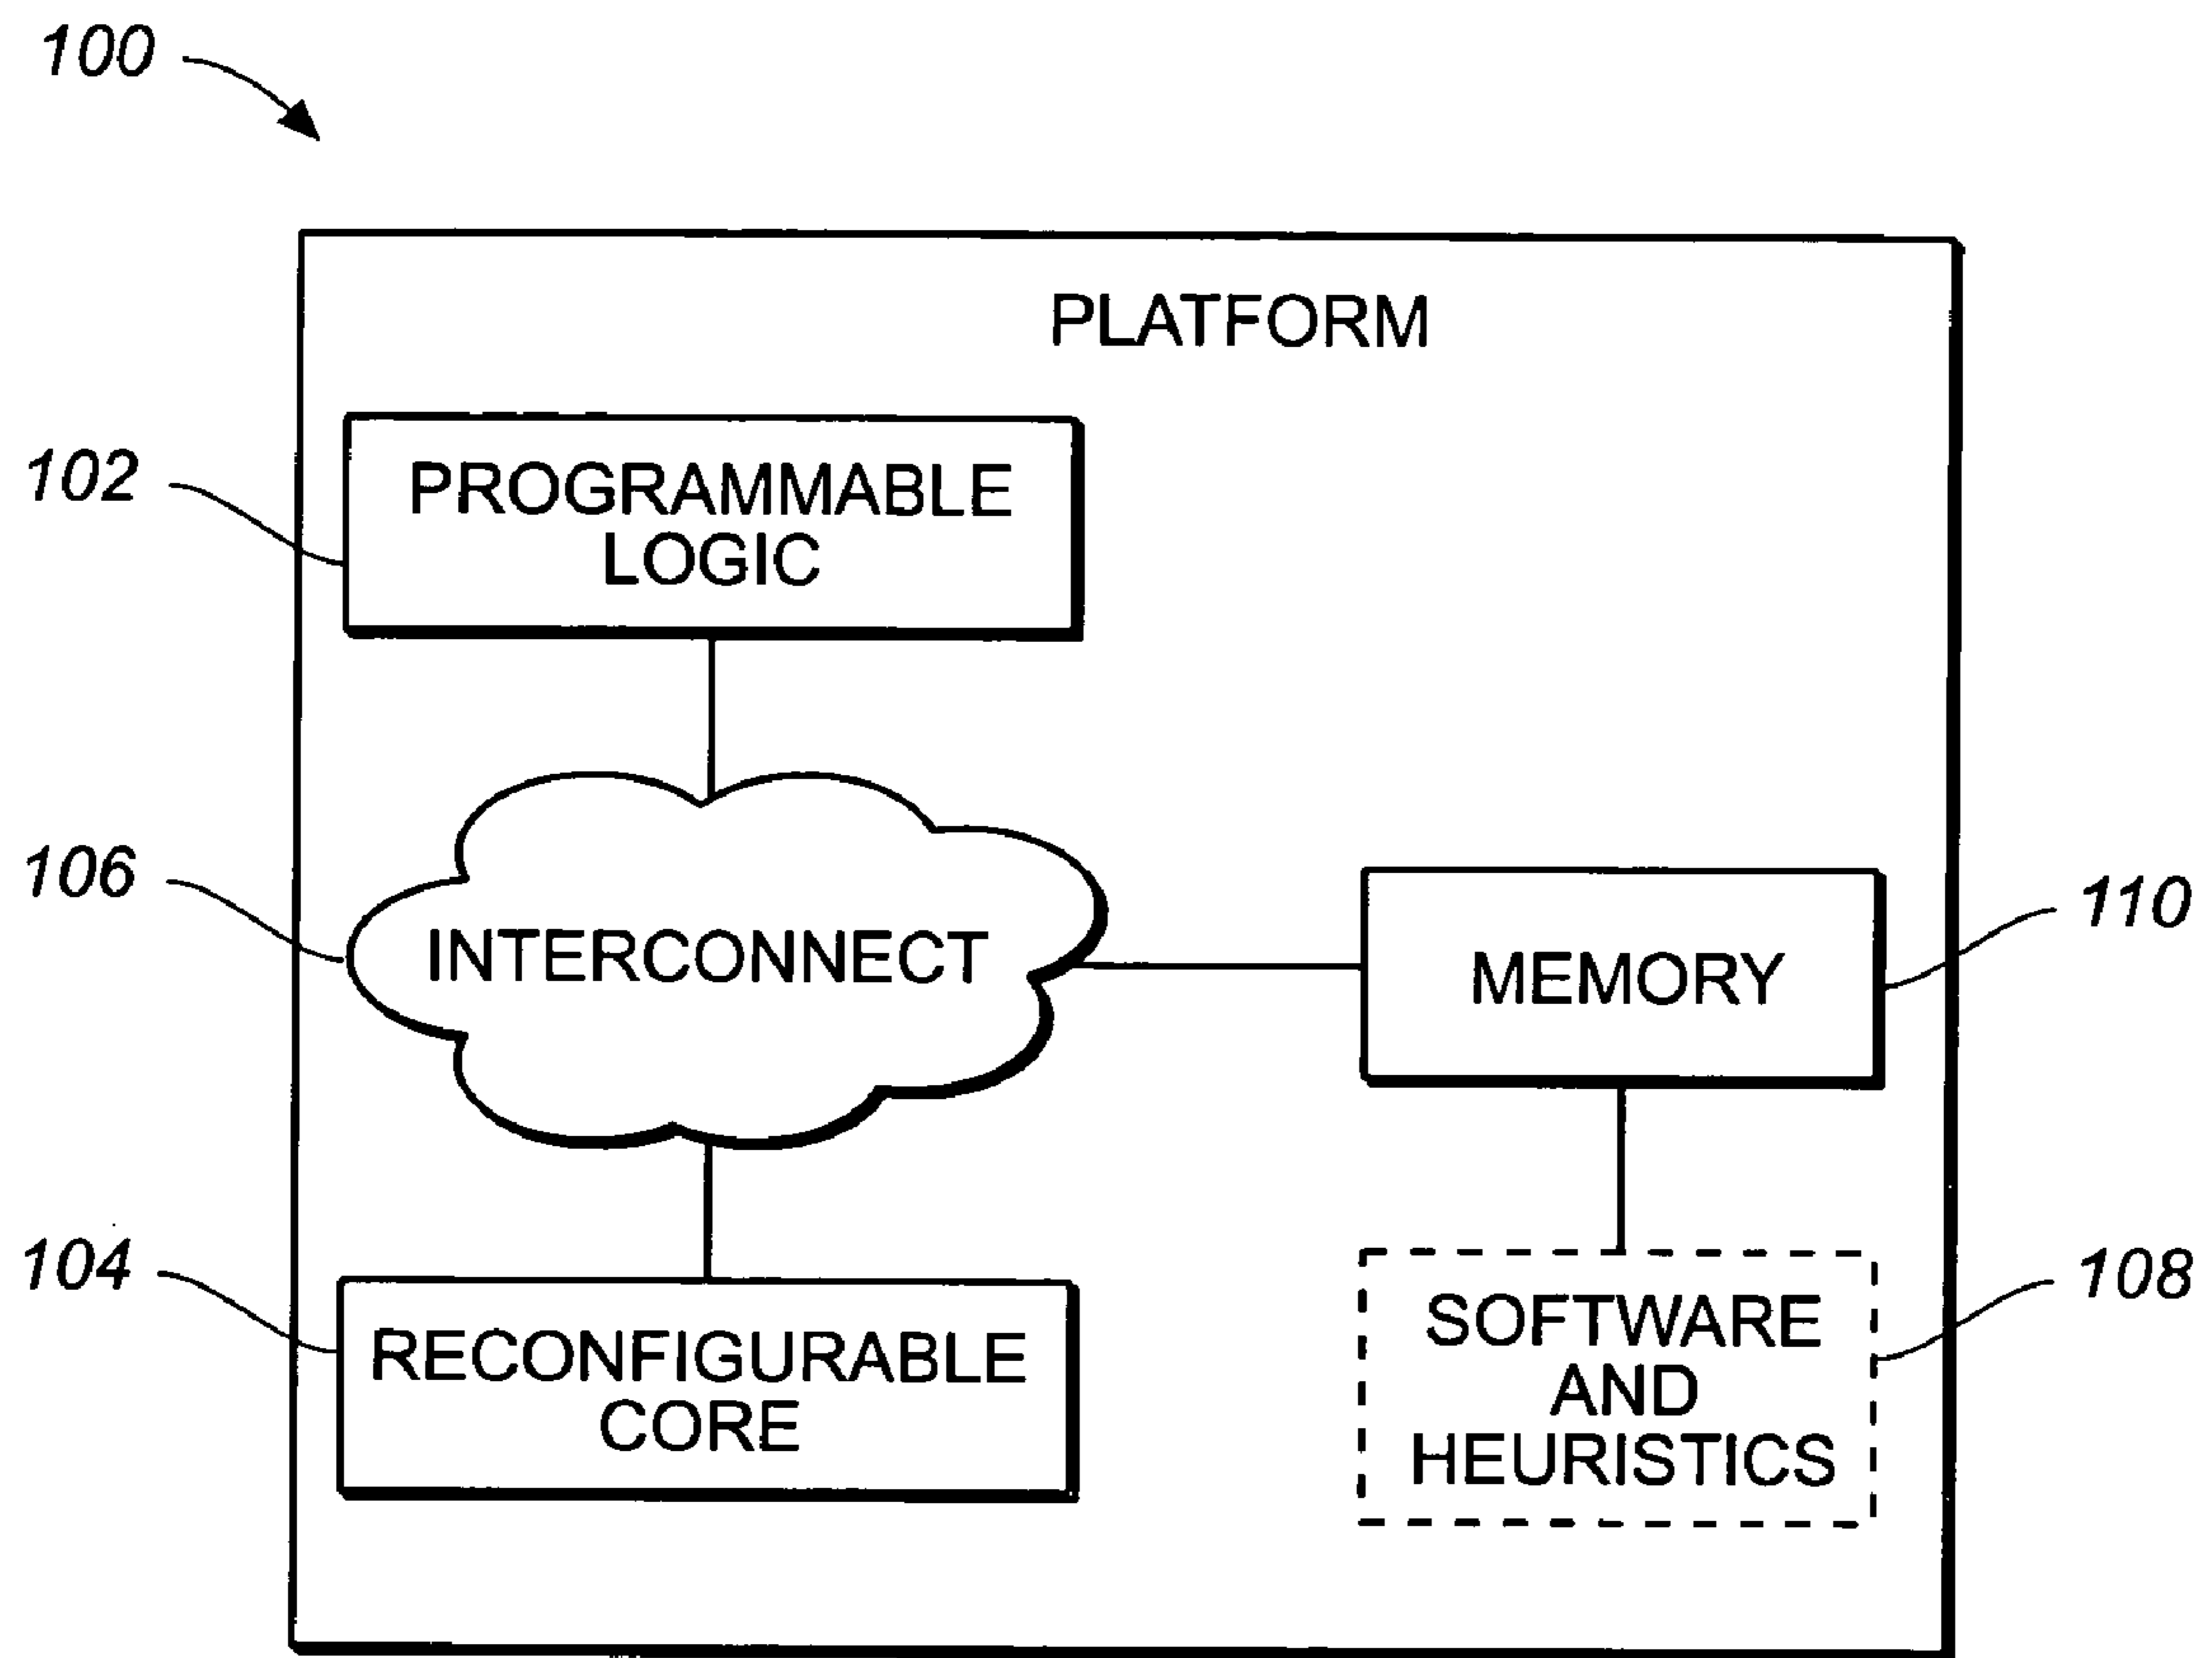 100
PLATFORM
102
PROGRAMMABLE
LOGIC
106
INTERCONNECT
MEMORY
110
104
RECONFIGURABLE
CORE
SOFTWARE
AND
HEURISTICS
108